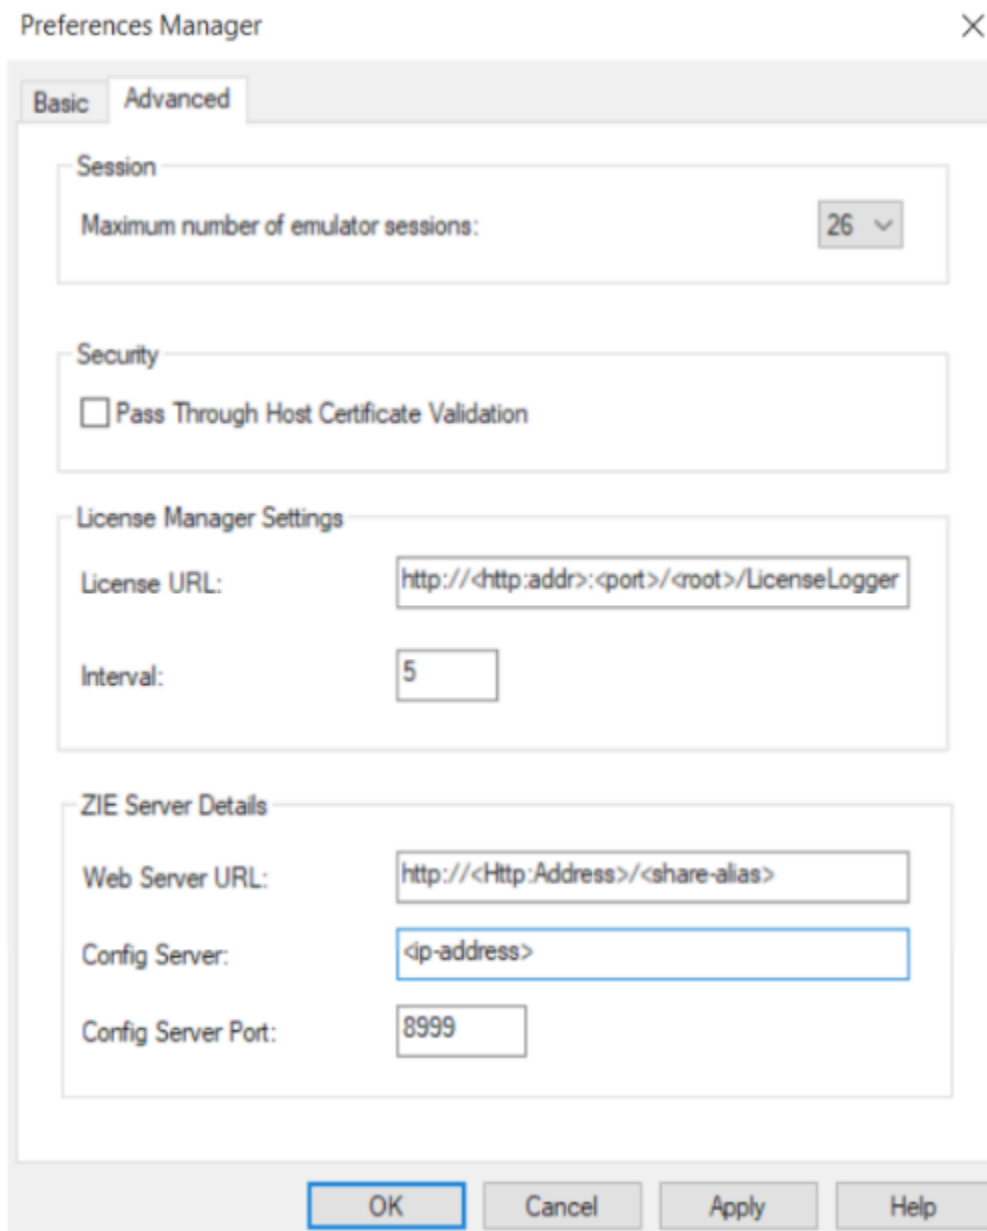 Preferences Manager
Basic Advanced
Session
Maximum number of emulator sessions: 26
Security
Pass Through Host Certificate Validation
License Manager Settings
License URL: http://<http:addr>:<port>/<root>/LicenseLogger
Interval: 5
ZIE Server Details
Web Server URL: http://<Http:Address>/<share-alias>
Config Server: <ip-address>
Config Server Port: 8999
OK Cancel Apply Help